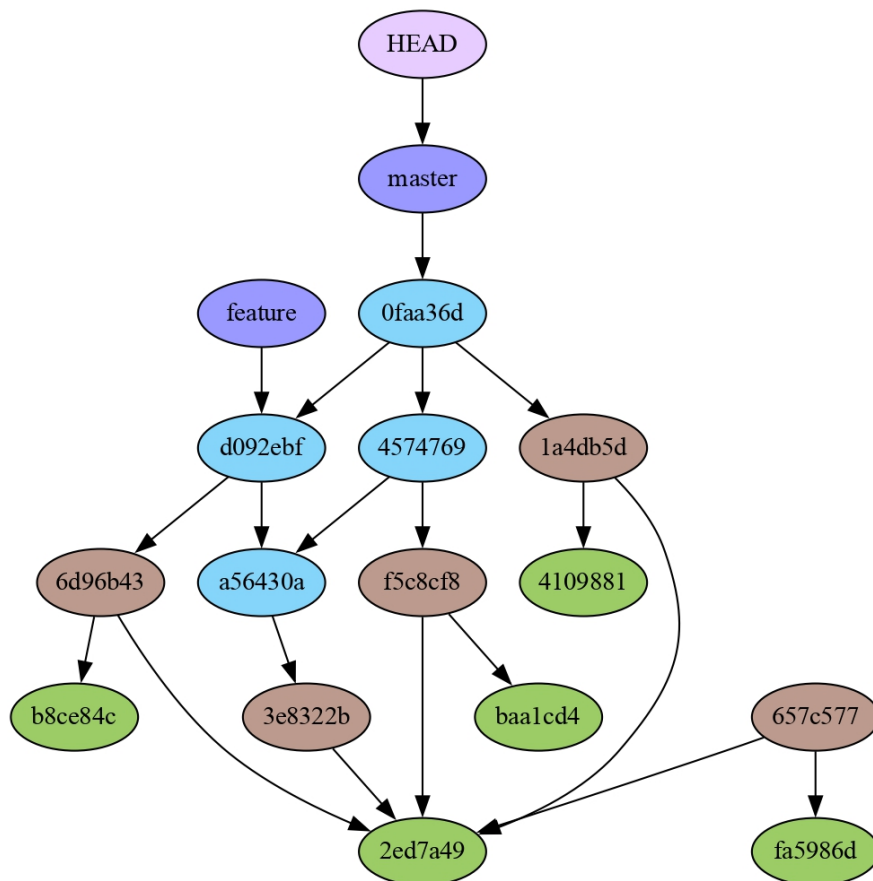 HEAD
master
feature
0faa36d
d092ebf
4574769
1a4db5d
6d96b43
a56430a
f5c8cf8
4109881
b8ce84c
3e8322b
baa1cd4
657c577
2ed7a49
fa5986d